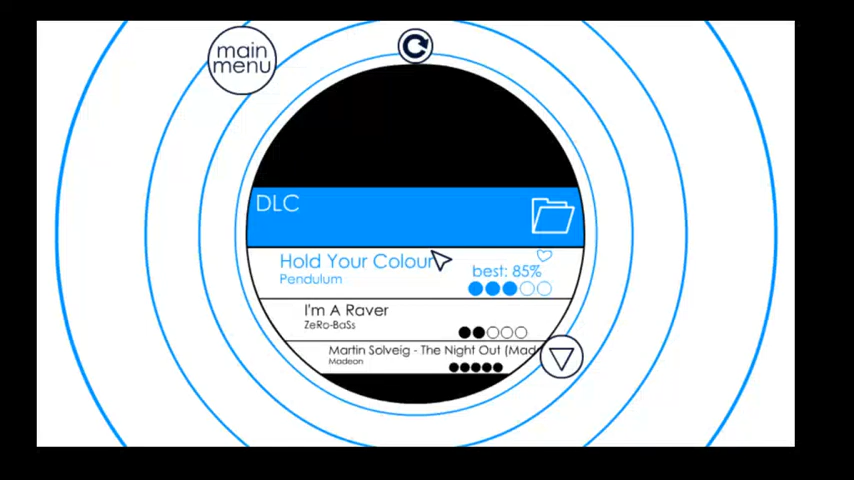 main
menu
DLC
Hold Your Colour
best: 85%
Pendulum
I'm A Raver
ZeRo-BaSs
Martin Solveig - The Night Out (Mad
Madeon